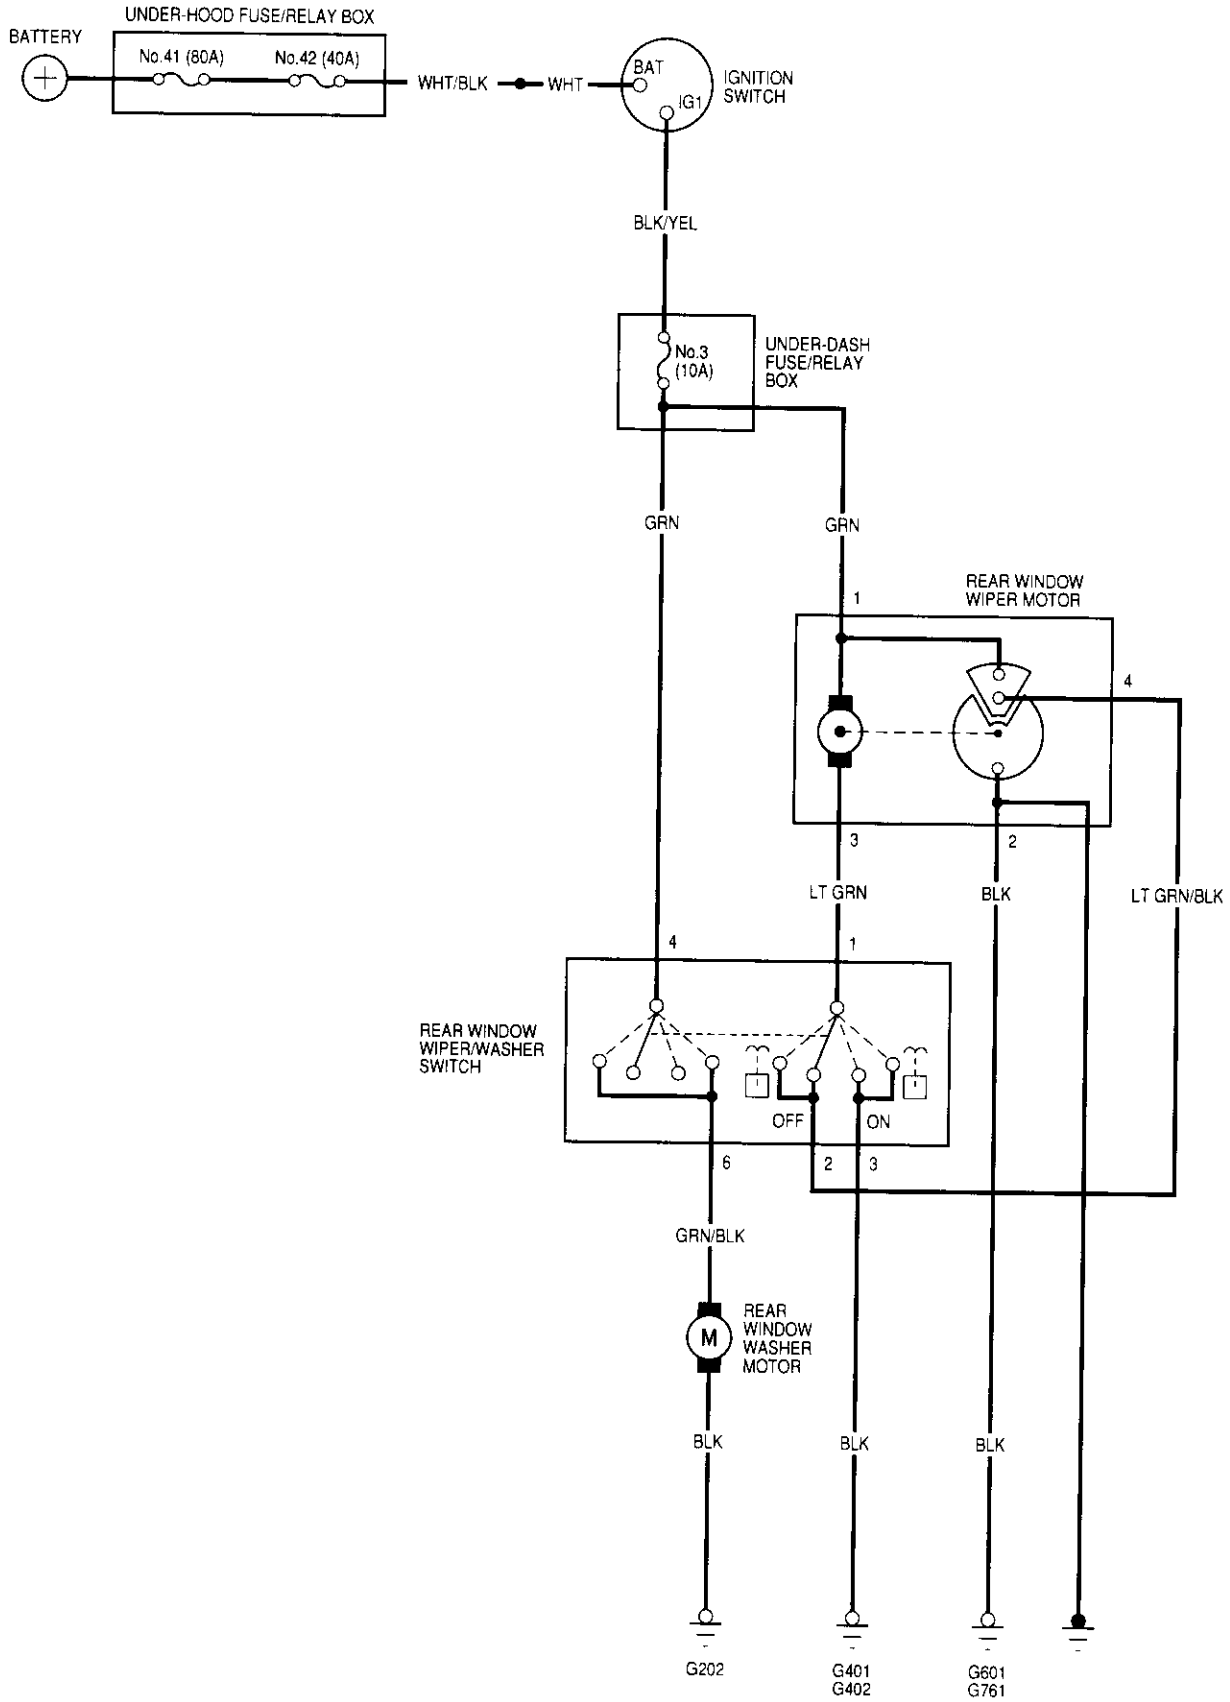 UNDER-HOOD FUSE/RELAY BOX
BATTERY
+
No.41 (80A)
No.42 (40A)
WHT/BLK
WHT
BAT
IG1
IGNITION
SWITCH
BLK/YEL
No.3
(10A)
UNDER-DASH
FUSE/RELAY
BOX
GRN
GRN
REAR WINDOW
WIPER MOTOR
1
4
3
2
LT GRN
BLK
LT GRN/BLK
4
1
REAR WINDOW
WIPER/WASHER
SWITCH
OFF
ON
6
2
3
GRN/BLK
M
REAR
WINDOW
WASHER
MOTOR
BLK
BLK
BLK
G202
G401
G402
G601
G761